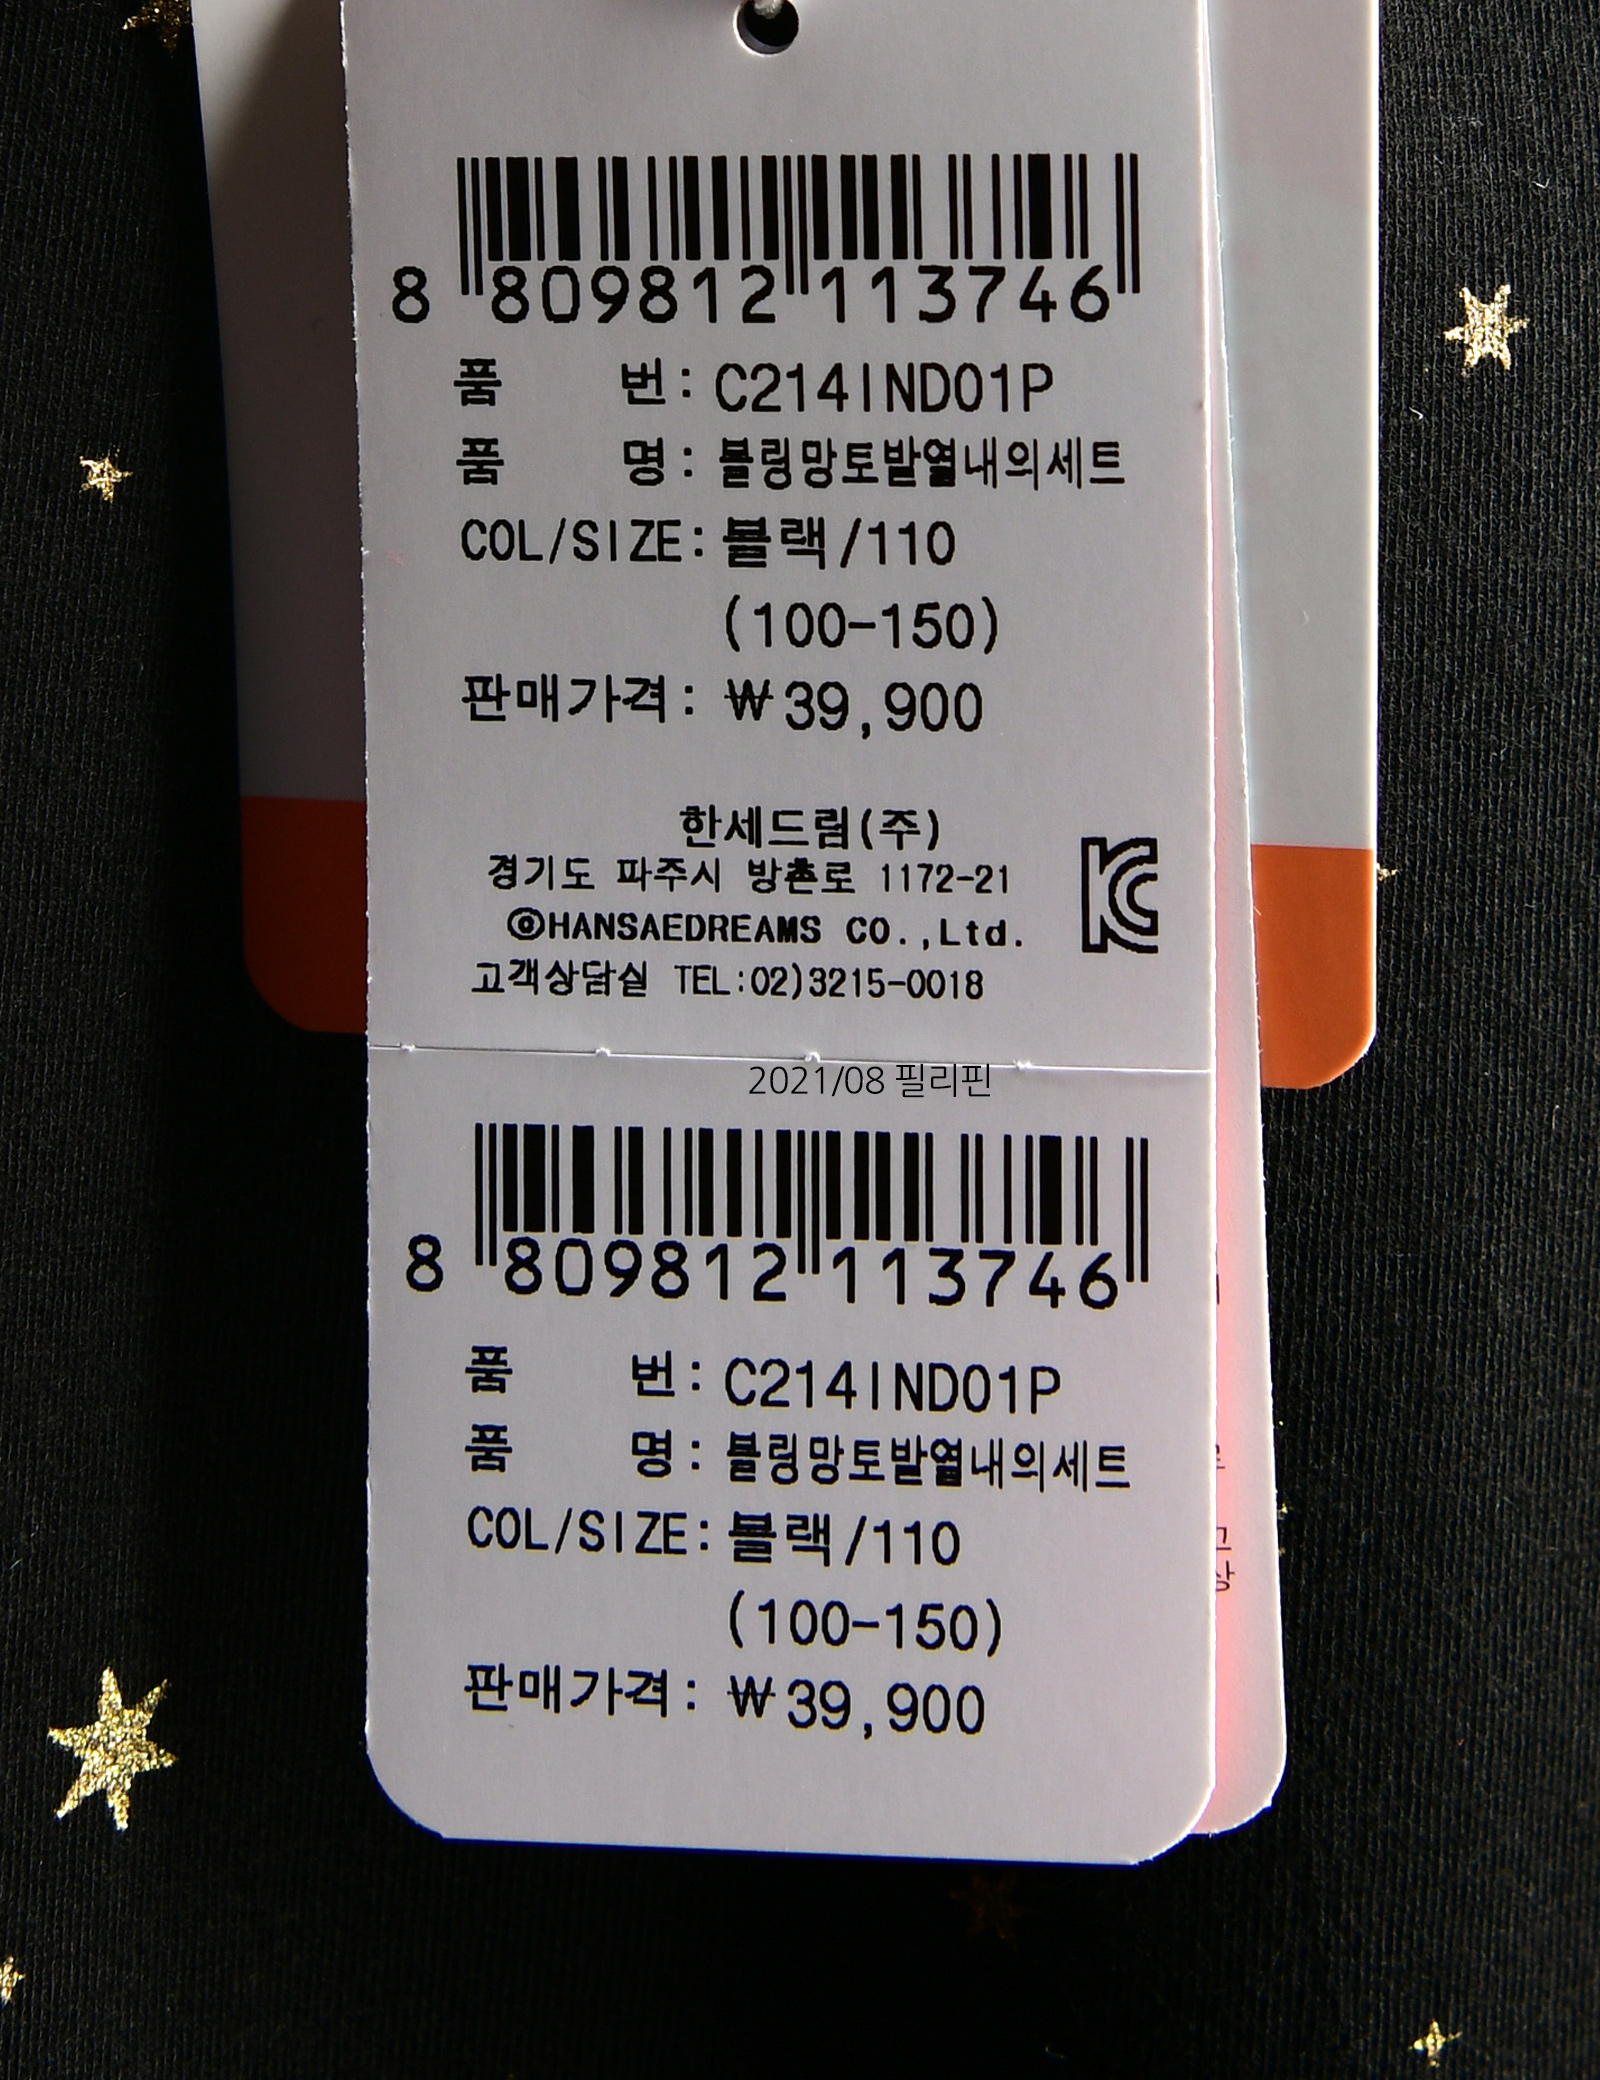 8 809812 113746
품 번: C214IND01P
품 명: 블링망토발열내의세트
COL/SIZE: 블랙/110
(100-150)
판매가격: ₩39,900
한세드림(주)
경기도 파주시 방촌로 1172-21
©HANSAEDREAMS CO.,Ltd.
고객상담실 TEL:02)3215-0018
2021/08 필리핀
8 809812 113746
품 번: C214IND01P
품 명: 블링망토발열내의세트
COL/SIZE: 블랙/110
(100-150)
판매가격: ₩39,900